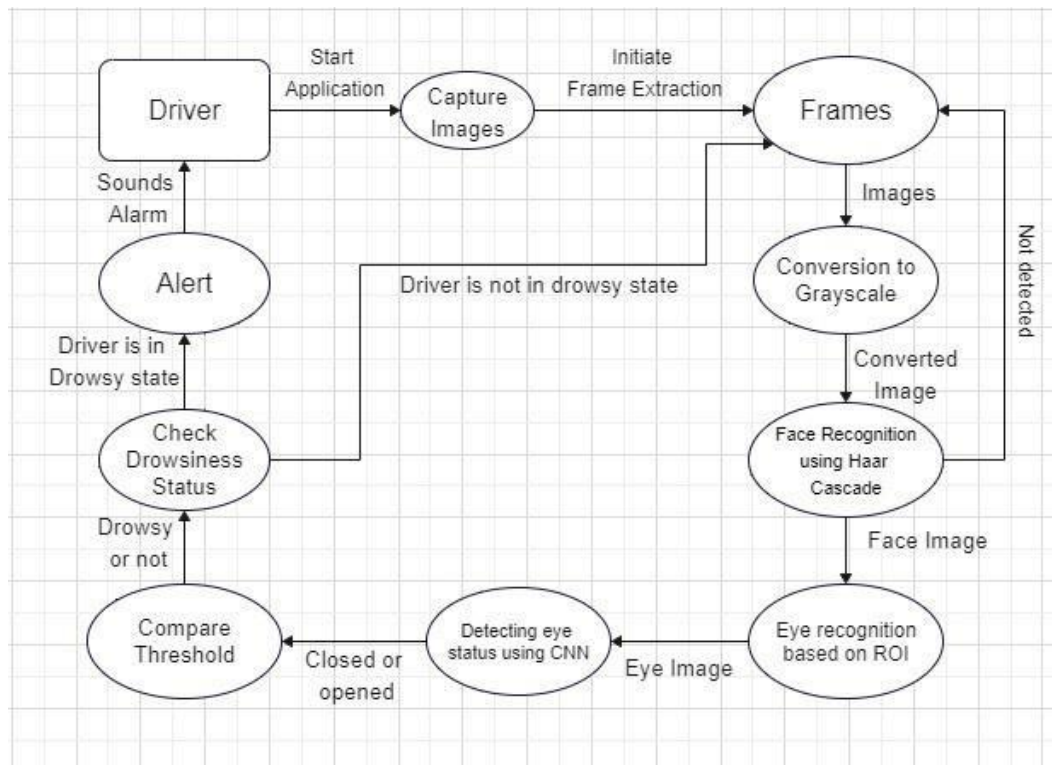 Driver
Start
Application
Capture
Images
Initiate
Frame Extraction
Frames
Sounds
Alarm
Images
Alert
Driver is not in drowsy state
Conversion to
Grayscale
Not detected
Driver is in
Drowsy state
Converted
Image
Check
Drowsiness
Status
Face Recognition
using Haar
Cascade
Drowsy
or not
Face Image
Compare
Threshold
Closed or
opened
Detecting eye
status using CNN
Eye Image
Eye recognition
based on ROI